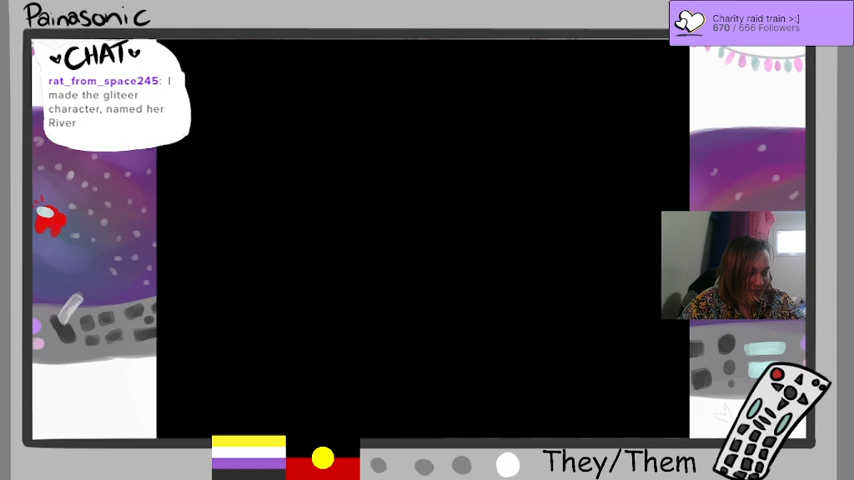 Painasonic
Charity raid train >:]
670 / 666 Followers
CHAT
rat_from_space245: I
made the gliteer
character, named her
River
They/Them